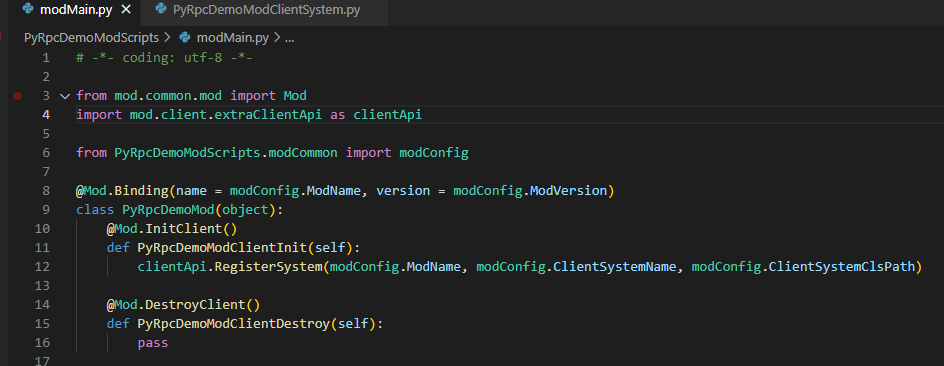 modMain.py
PyRpcDemoModClientSystem.py
PyRpcDemoModScripts > modMain.py > ...
1 # -*- coding: utf-8 -*-
2
3 from mod.common.mod import Mod
4 import mod.client.extraClientApi as clientApi
5
6 from PyRpcDemoModScripts.modCommon import modConfig
7
8 @Mod.Binding(name = modConfig.ModName, version = modConfig.ModVersion)
9 class PyRpcDemoMod(object):
10     @Mod.InitClient()
11     def PyRpcDemoModClientInit(self):
12         clientApi.RegisterSystem(modConfig.ModName, modConfig.ClientSystemName, modConfig.ClientSystemClsPath)
13
14     @Mod.DestroyClient()
15     def PyRpcDemoModClientDestroy(self):
16         pass
17